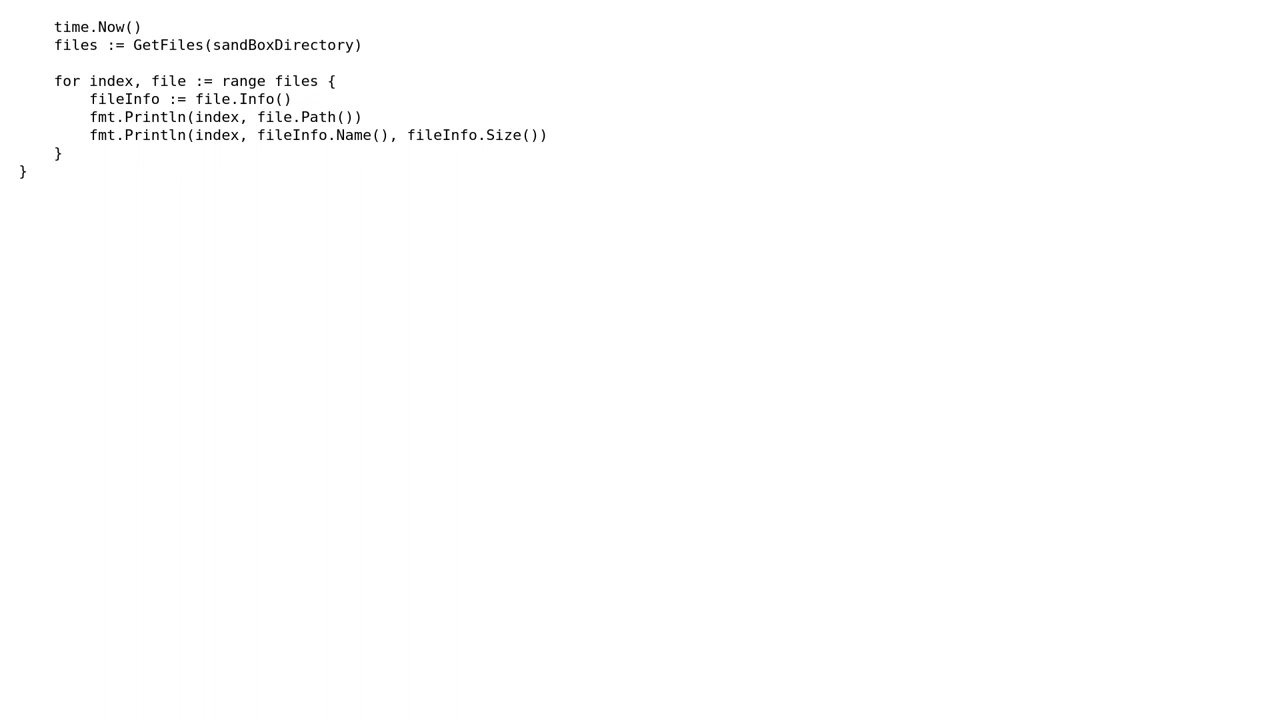 time.Now()
    files := GetFiles(sandBoxDirectory)

    for index, file := range files {
        fileInfo := file.Info()
        fmt.Println(index, file.Path())
        fmt.Println(index, fileInfo.Name(), fileInfo.Size())
    }
}